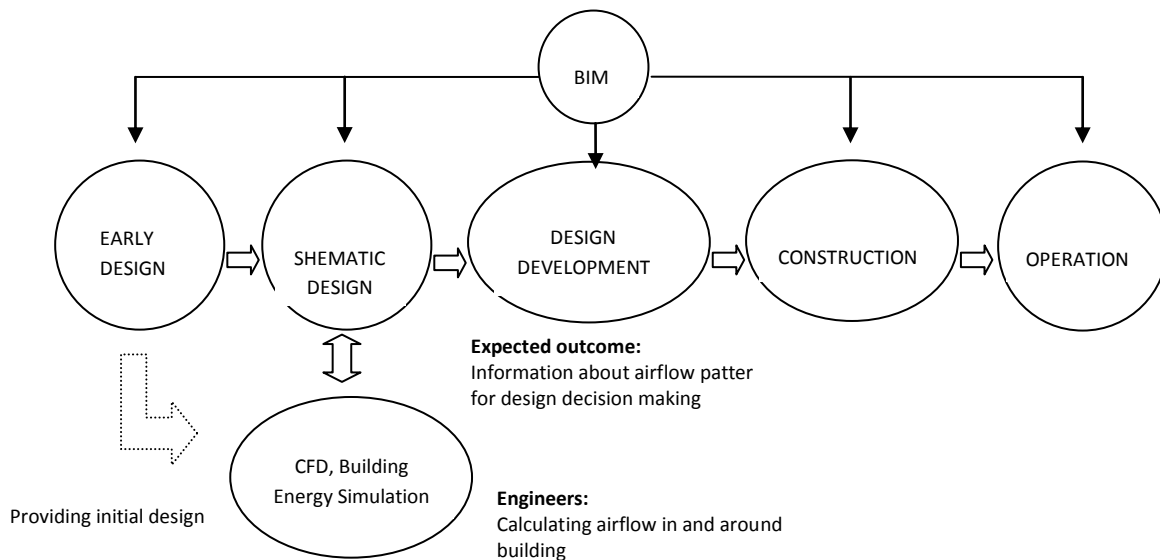 BIM
EARLY
DESIGN
SHEMATIC
DESIGN
DESIGN
DEVELOPMENT
CONSTRUCTION
OPERATION
Expected outcome:
Information about airflow patter
for design decision making
CFD, Building
Energy Simulation
Providing initial design
Engineers:
Calculating airflow in and around
building